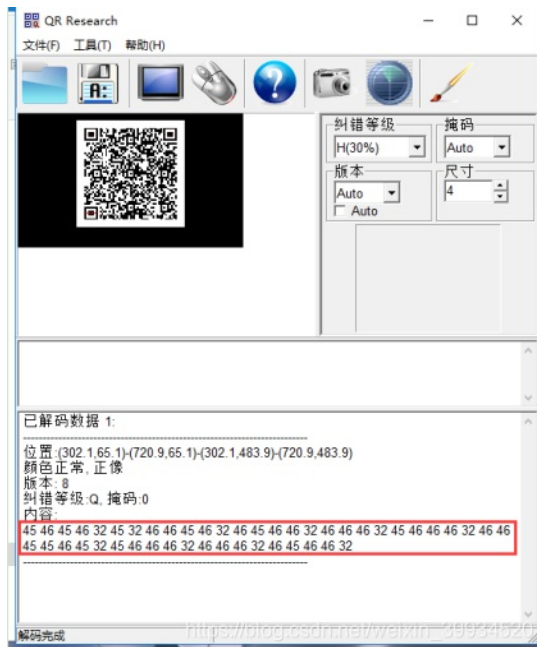 QR Research
文件(F) 工具(T) 帮助(H)
A:
?
纠错等级 掩码
H(30%) Auto
版本 尺寸
Auto 4
Auto
已解码数据 1:
位置:(302.1,65.1)-(720.9,65.1)-(302.1,483.9)-(720.9,483.9)
颜色正常, 正像
版本: 8
纠错等级:Q, 掩码:0
内容:
45 46 45 46 32 45 32 46 46 45 46 32 46 45 46 46 32 46 46 46 32 45 46 46 46 32 46 46
45 45 46 45 32 45 46 46 46 32 46 46 46 32 46 45 46 46 32
解码完成
https://blog.csdn.net/weixin_39934520